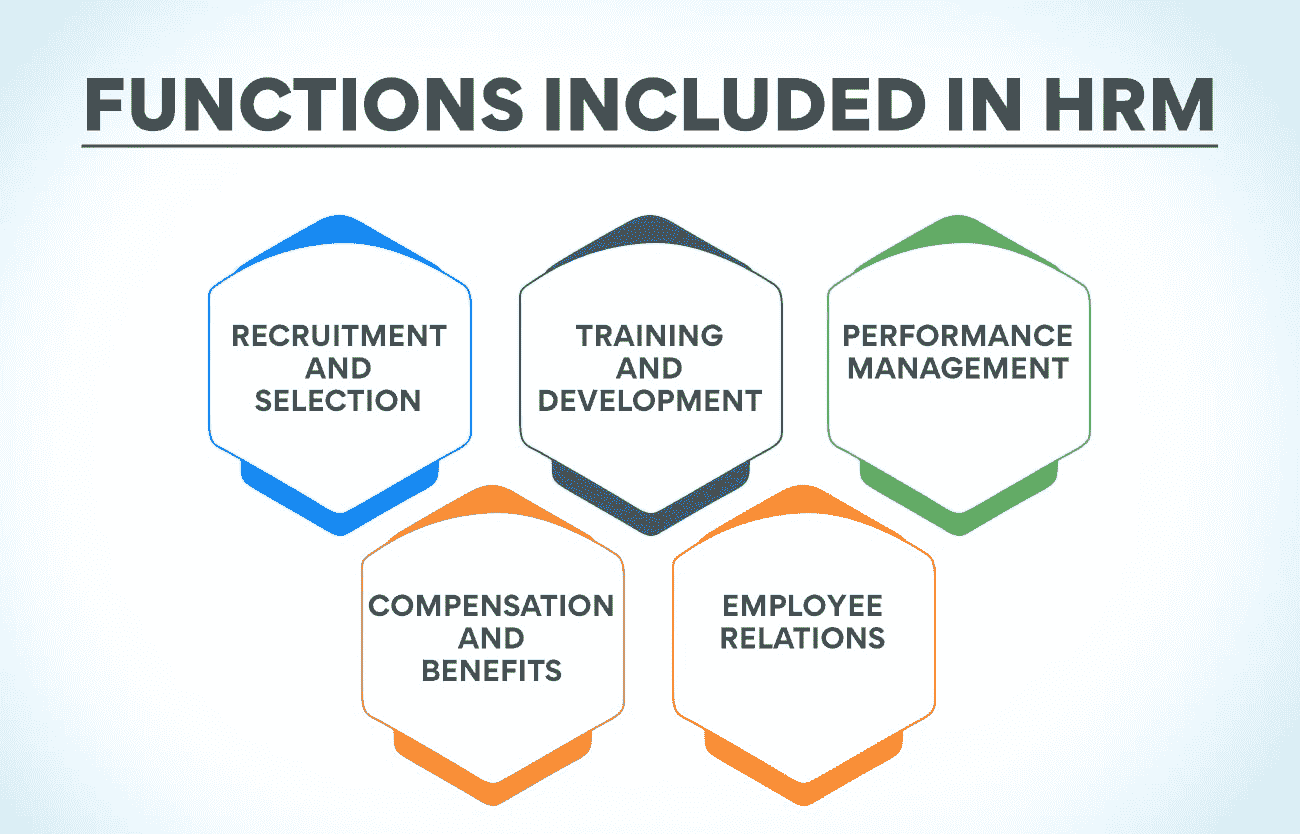 FUNCTIONS INCLUDED IN HRM
RECRUITMENT
AND
SELECTION
TRAINING
AND
DEVELOPMENT
PERFORMANCE
MANAGEMENT
COMPENSATION
AND
BENEFITS
EMPLOYEE
RELATIONS